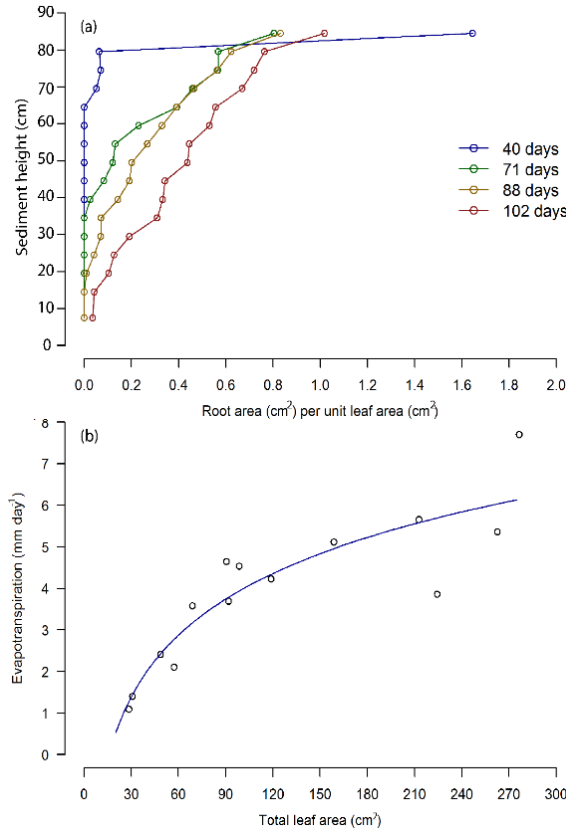 (a)
90
80
70
60
50
40
30
20
10
0
Sediment height (cm)
40 days
71 days
88 days
102 days
0.0 0.2 0.4 0.6 0.8 1.0 1.2 1.4 1.6 2.0
Root area (cm²) per unit leaf area (cm²)
(b)
8
7
6
5
4
3
2
1
0
Evapotranspiration (mm day⁻¹)
0 30 60 90 120 150 180 210 240 270 300
Total leaf area (cm²)